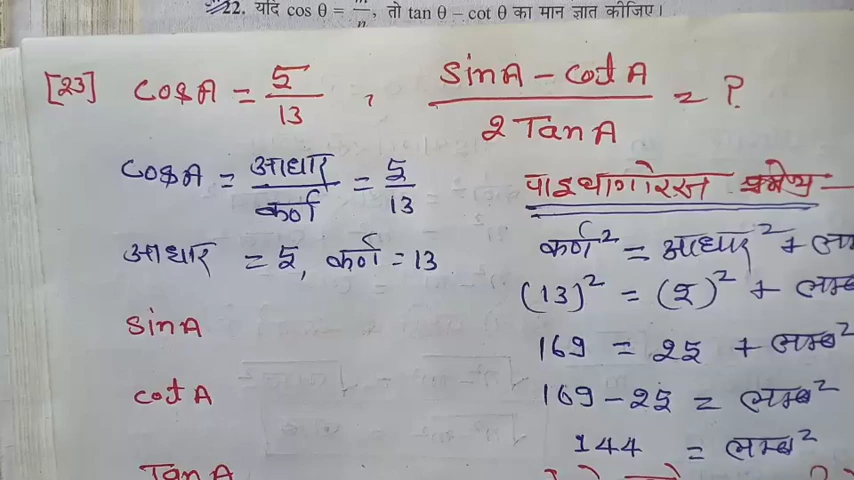 22. यदि cos θ = m/n, तो tan θ – cot θ का मान ज्ञात कीजिए।
[23] cosA = 5/13 , (sinA - cotA)/(2TanA) = ?
cosA = आधार/कर्ण = 5/13
आधार = 5, कर्ण = 13
sinA
cotA
TanA
पाइथागोरस प्रमेय —
कर्ण² = आधार² +
(13)² = (5)² + लम्ब
169 = 25 + लम्ब²
169 - 25 = लम्ब²
144 = लम्ब²